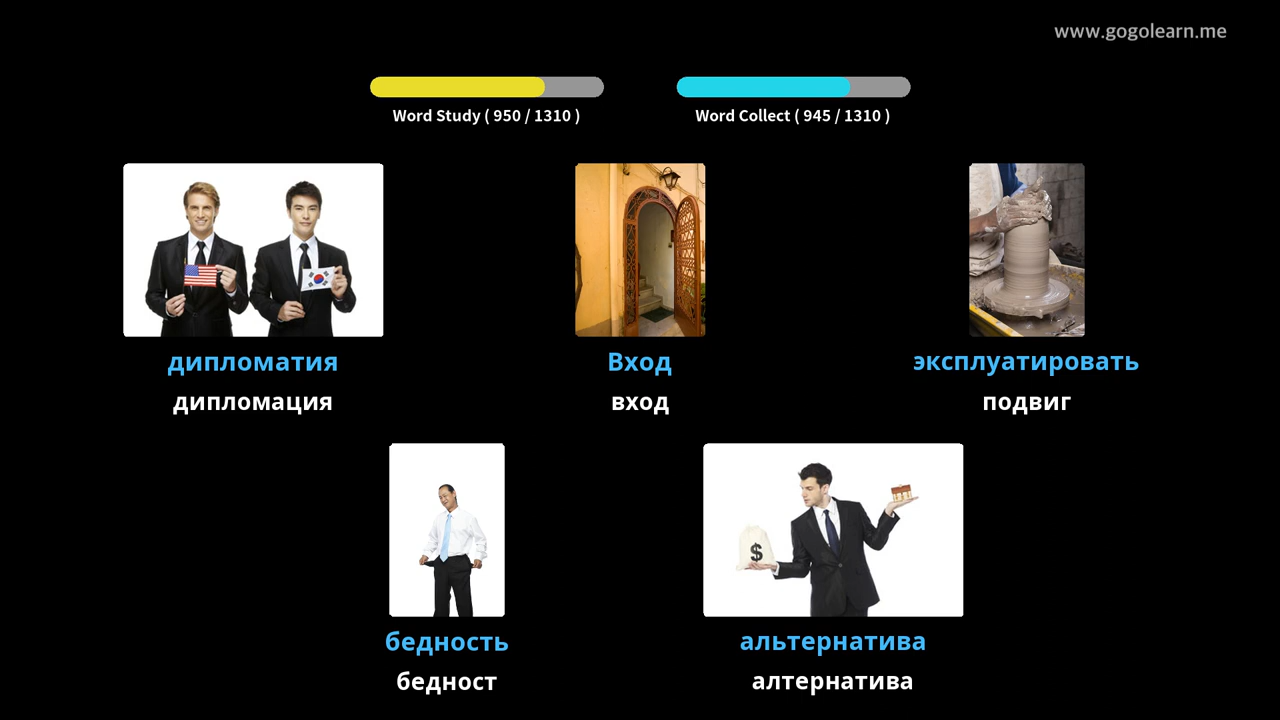 www.gogolearn.me
Word Study ( 950 / 1310 )
Word Collect ( 945 / 1310 )
дипломатия
дипломация
Вход
вход
эксплуатировать
подвиг
$
бедность
бедност
альтернатива
алтернатива